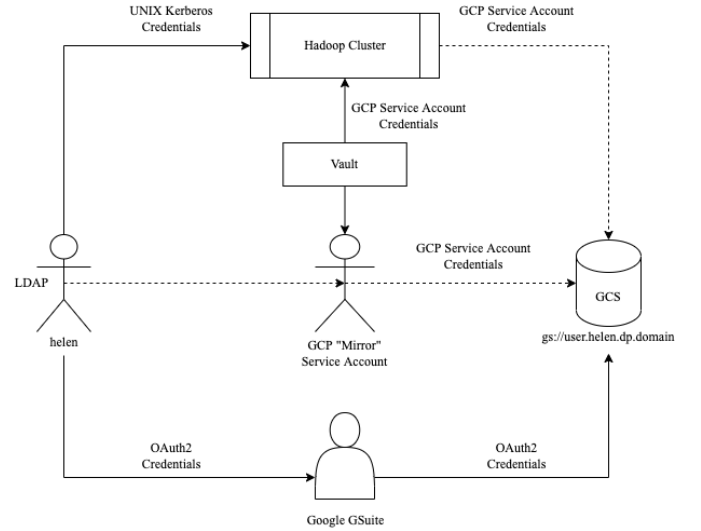 UNIX Kerberos
Credentials
GCP Service Account
Credentials
Hadoop Cluster
GCP Service Account
Credentials
Vault
GCP Service Account
Credentials
LDAP
GCS
helen
GCP "Mirror"
Service Account
gs://user.helen.dp.domain
OAuth2
Credentials
OAuth2
Credentials
Google GSuite